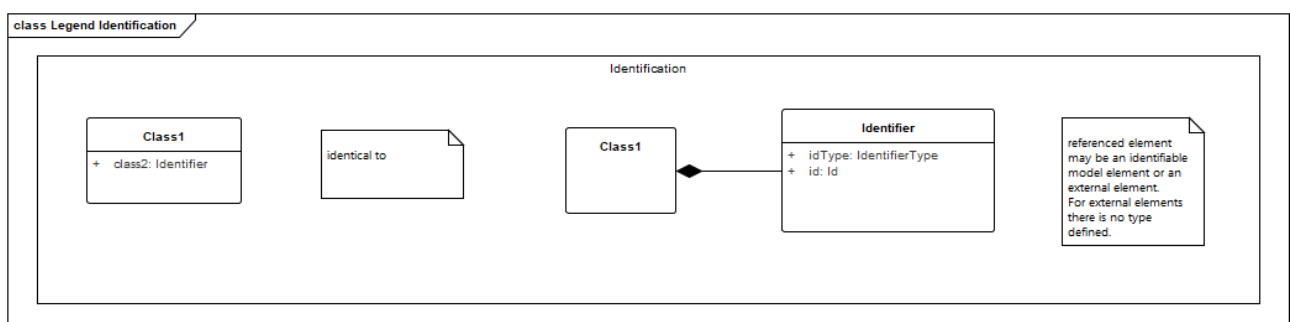 class Legend Identification
Identification
Class1
+ class2: Identifier
identical to
Class1
Identifier
+ idType: IdentifierType
+ id: Id
referenced element
may be an identifiable
model element or an
external element.
For external elements
there is no type
defined.